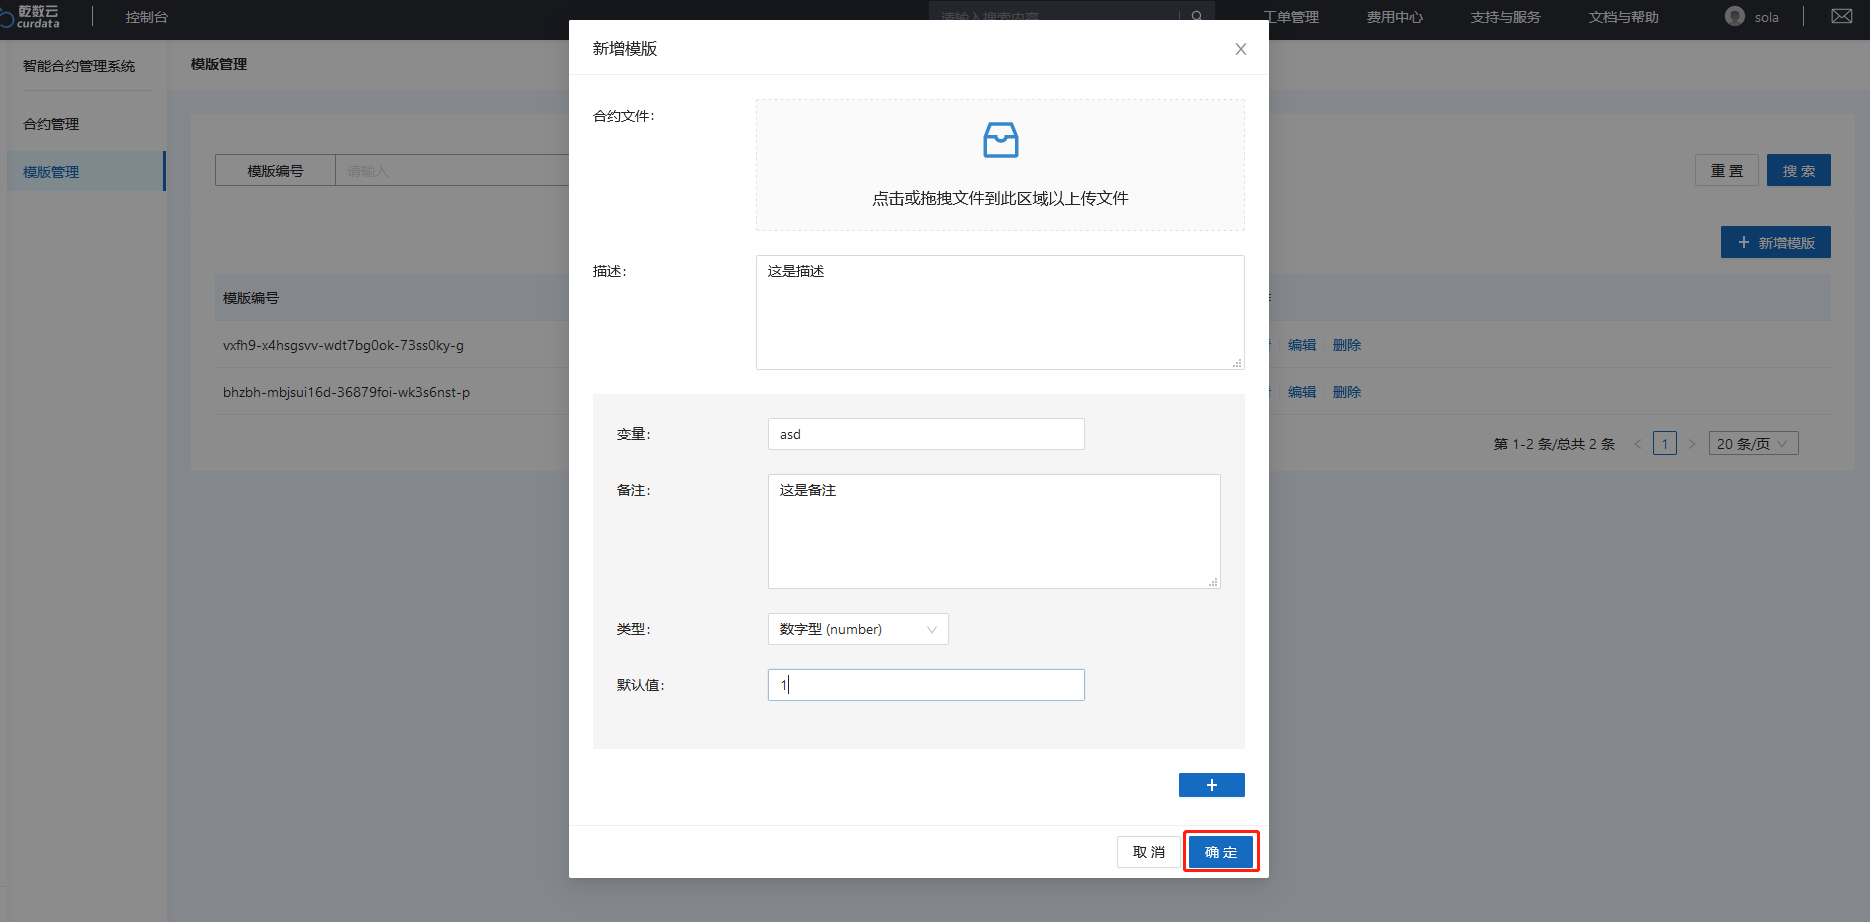 乾数云
curdata
控制台
请输入搜索内容
工单管理
费用中心
支持与服务
文档与帮助
sola
智能合约管理系统
合约管理
模版管理
模版管理
模版编号
请输入
重 置
搜 索
+ 新增模版
模版编号
vxfh9-x4hsgsvv-wdt7bg0ok-73ss0ky-g
编辑
删除
bhzbh-mbjsui16d-36879foi-wk3s6nst-p
编辑
删除
第 1-2 条/总共 2 条
<
1
>
20 条/页
新增模版
合约文件:
点击或拖拽文件到此区域以上传文件
描述:
这是描述
变量:
asd
备注:
这是备注
类型:
数字型 (number)
默认值:
1
+
取 消
确 定